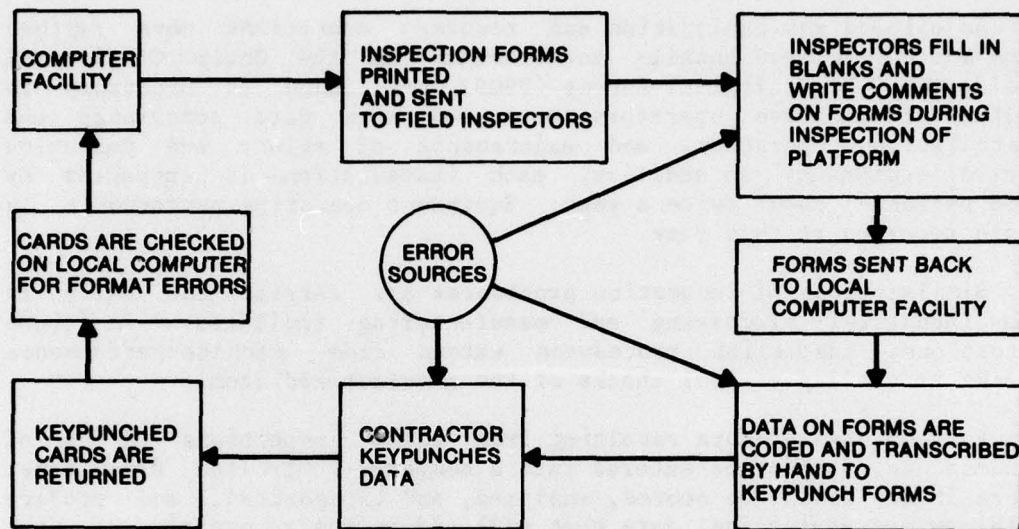 COMPUTER
FACILITY
INSPECTION FORMS
PRINTED
AND SENT
TO FIELD INSPECTORS
INSPECTORS FILL IN
BLANKS AND
WRITE COMMENTS
ON FORMS DURING
INSPECTION OF
PLATFORM
CARDS ARE CHECKED
ON LOCAL COMPUTER
FOR FORMAT ERRORS
ERROR
SOURCES
FORMS SENT BACK
TO LOCAL
COMPUTER FACILITY
KEYPUNCHED
CARDS ARE
RETURNED
CONTRACTOR
KEYPUNCHES
DATA
DATA ON FORMS ARE
CODED AND TRANSCRIBED
BY HAND TO
KEYPUNCH FORMS